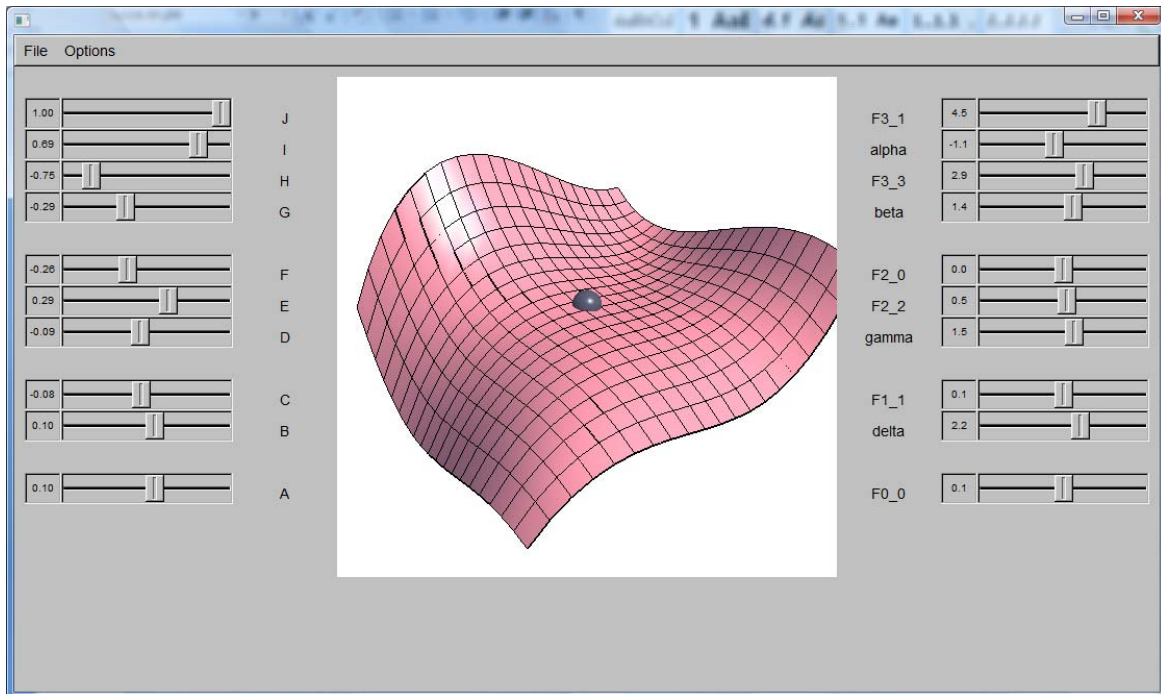 File Options
1.00 J
0.69 I
-0.75 H
-0.29 G
-0.26 F
0.29 E
-0.09 D
-0.08 C
0.10 B
0.10 A
F3_1 4.5
alpha -1.1
F3_3 2.9
beta 1.4
F2_0 0.0
F2_2 0.5
gamma 1.5
F1_1 0.1
delta 2.2
F0_0 0.1